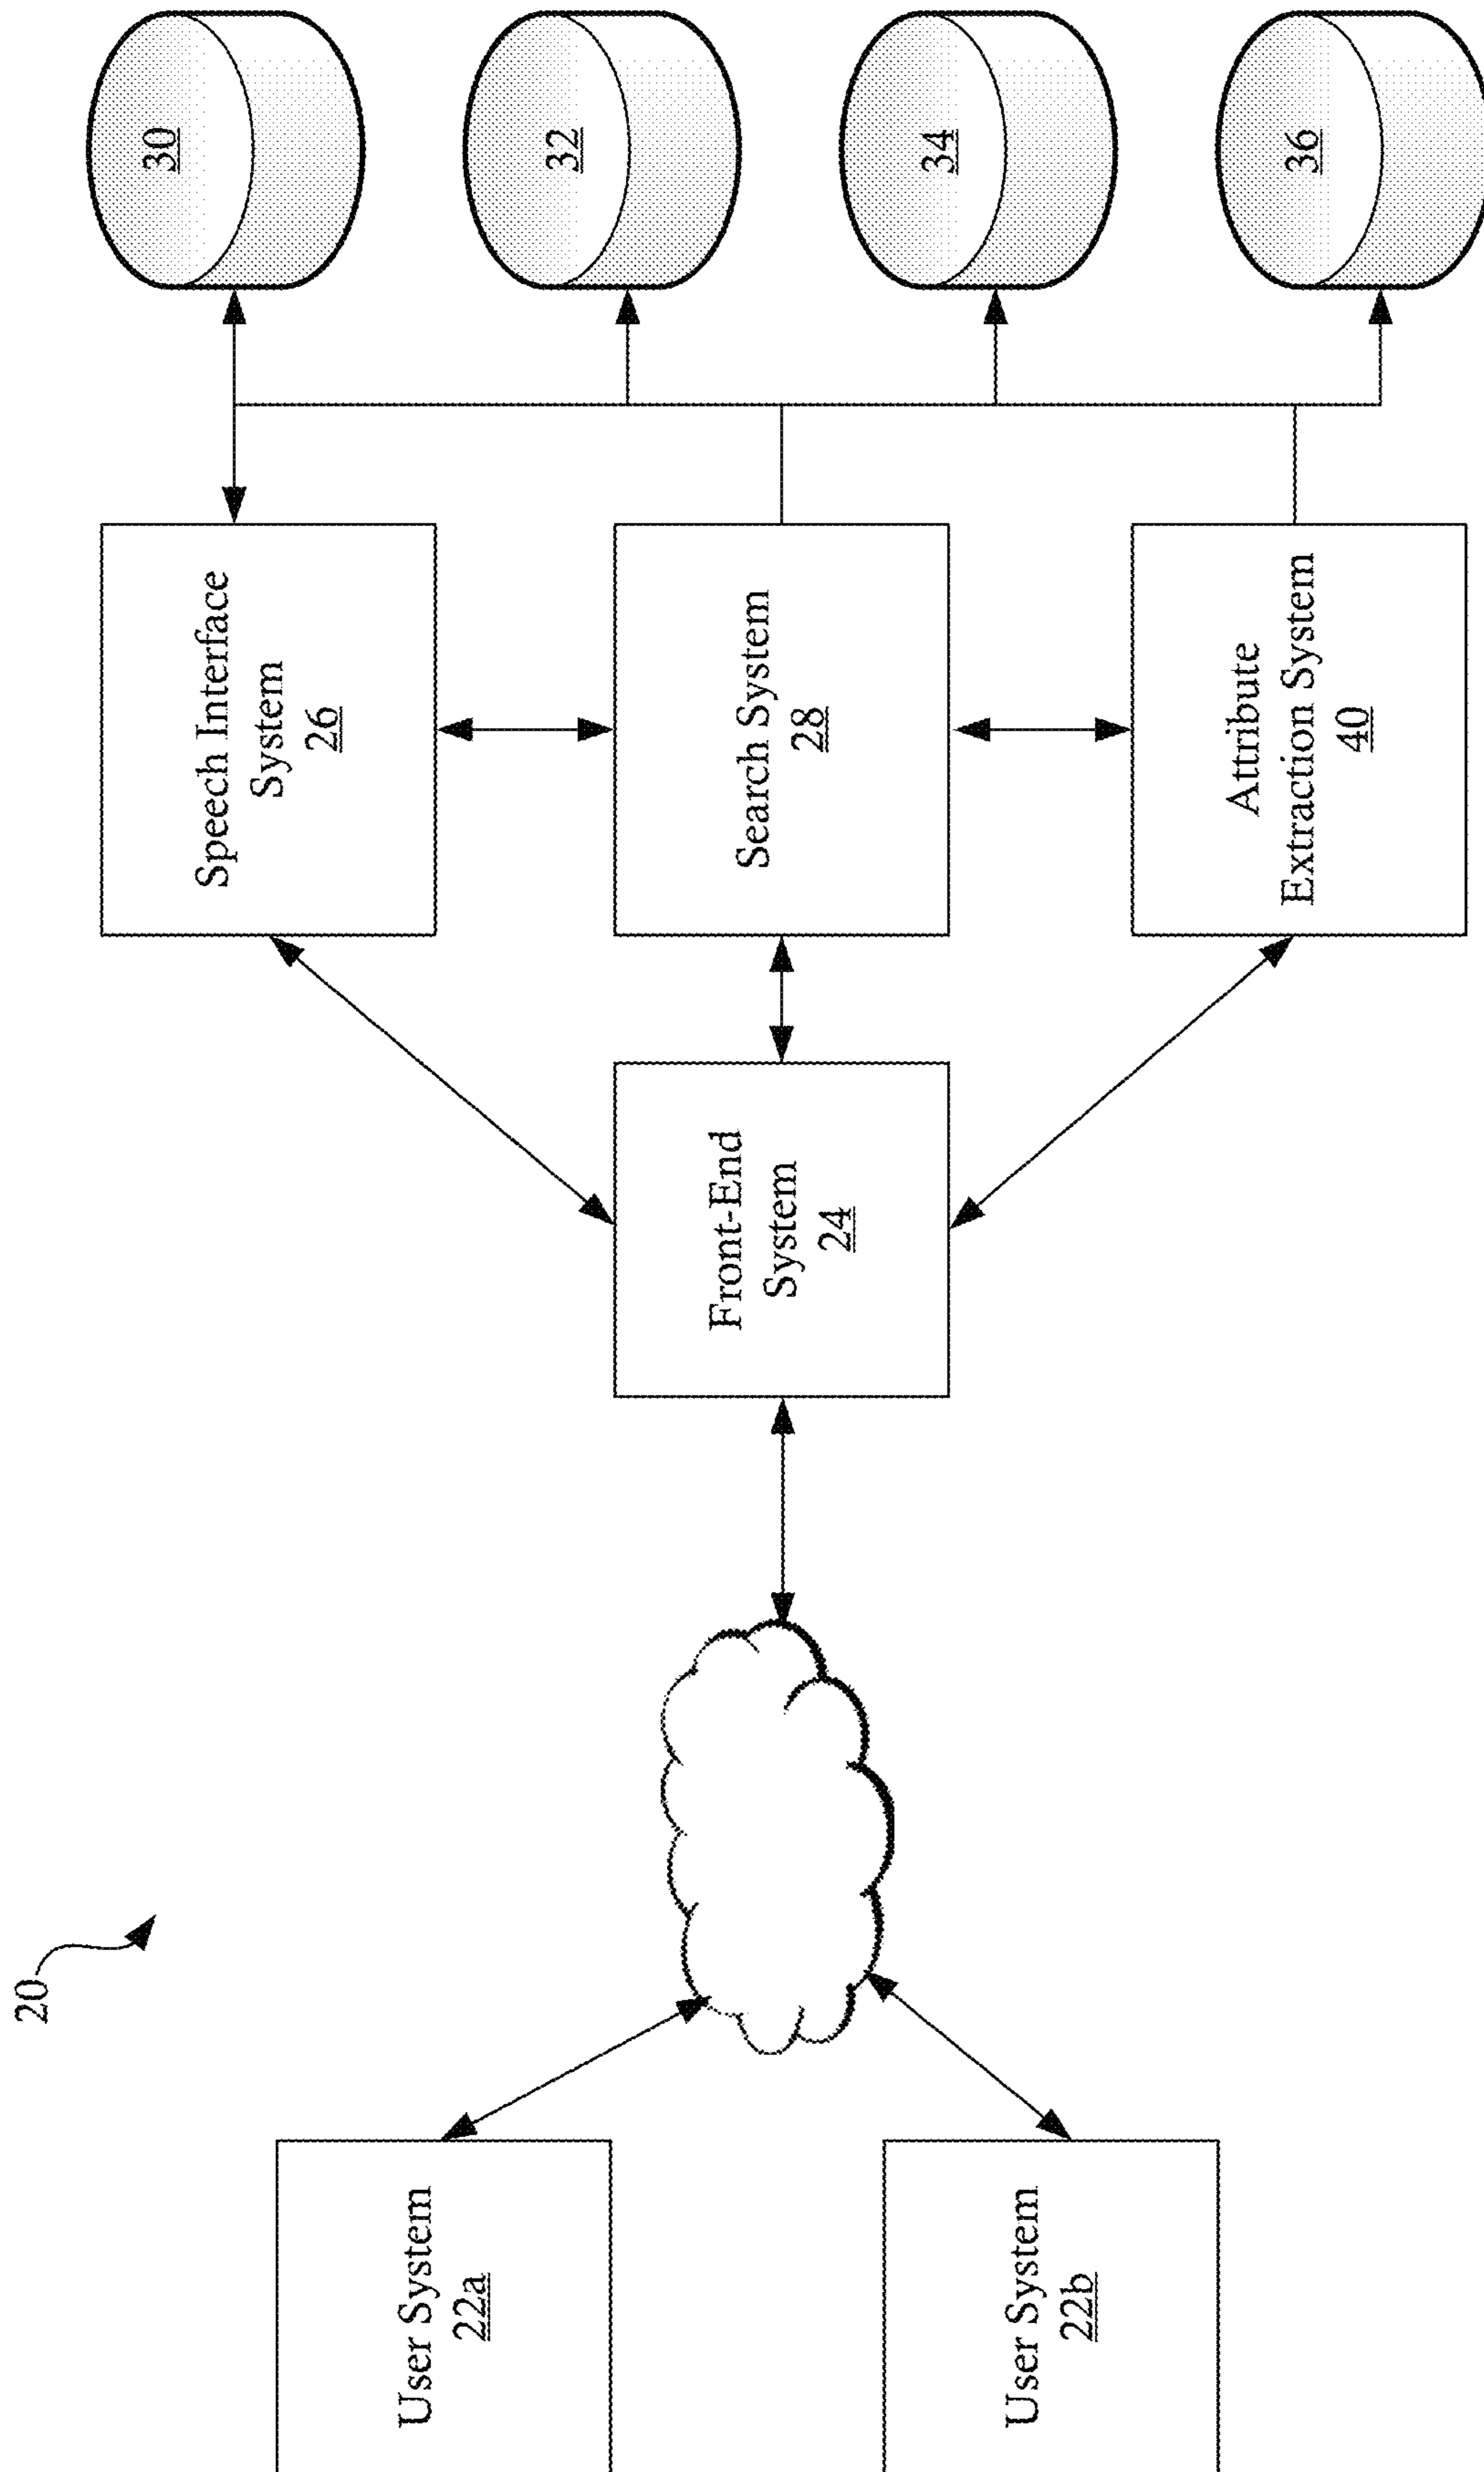 20
User System
22a
User System
22b
Front-End
System
24
Speech Interface
System
26
Search System
28
Attribute
Extraction System
40
30
32
34
36